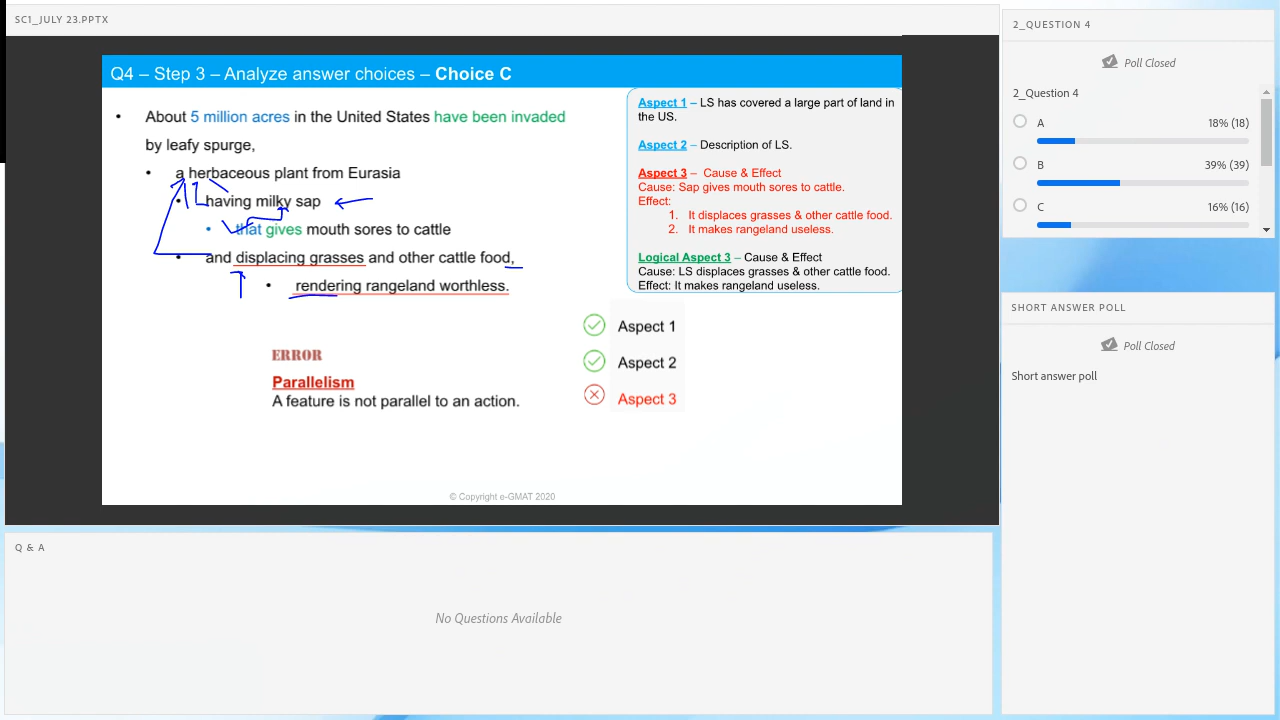 SC1_JULY 23.PPTX
Q4 – Step 3 – Analyze answer choices – Choice C
• About 5 million acres in the United States have been invaded
by leafy spurge,
• a herbaceous plant from Eurasia
• having milky sap
• that gives mouth sores to cattle
• and displacing grasses and other cattle food,
• rendering rangeland worthless.
Aspect 1 – LS has covered a large part of land in
the US.
Aspect 2 – Description of LS.
Aspect 3 – Cause & Effect
Cause: Sap gives mouth sores to cattle.
Effect:
1. It displaces grasses & other cattle food.
2. It makes rangeland useless.
Logical Aspect 3 – Cause & Effect
Cause: LS displaces grasses & other cattle food.
Effect: It makes rangeland useless.
Aspect 1
Aspect 2
Aspect 3
ERROR
Parallelism
A feature is not parallel to an action.
© Copyright e-GMAT 2020
Q & A
No Questions Available
2_QUESTION 4
Poll Closed
2_Question 4
A 18% (18)
B 39% (39)
C 16% (16)
SHORT ANSWER POLL
Poll Closed
Short answer poll